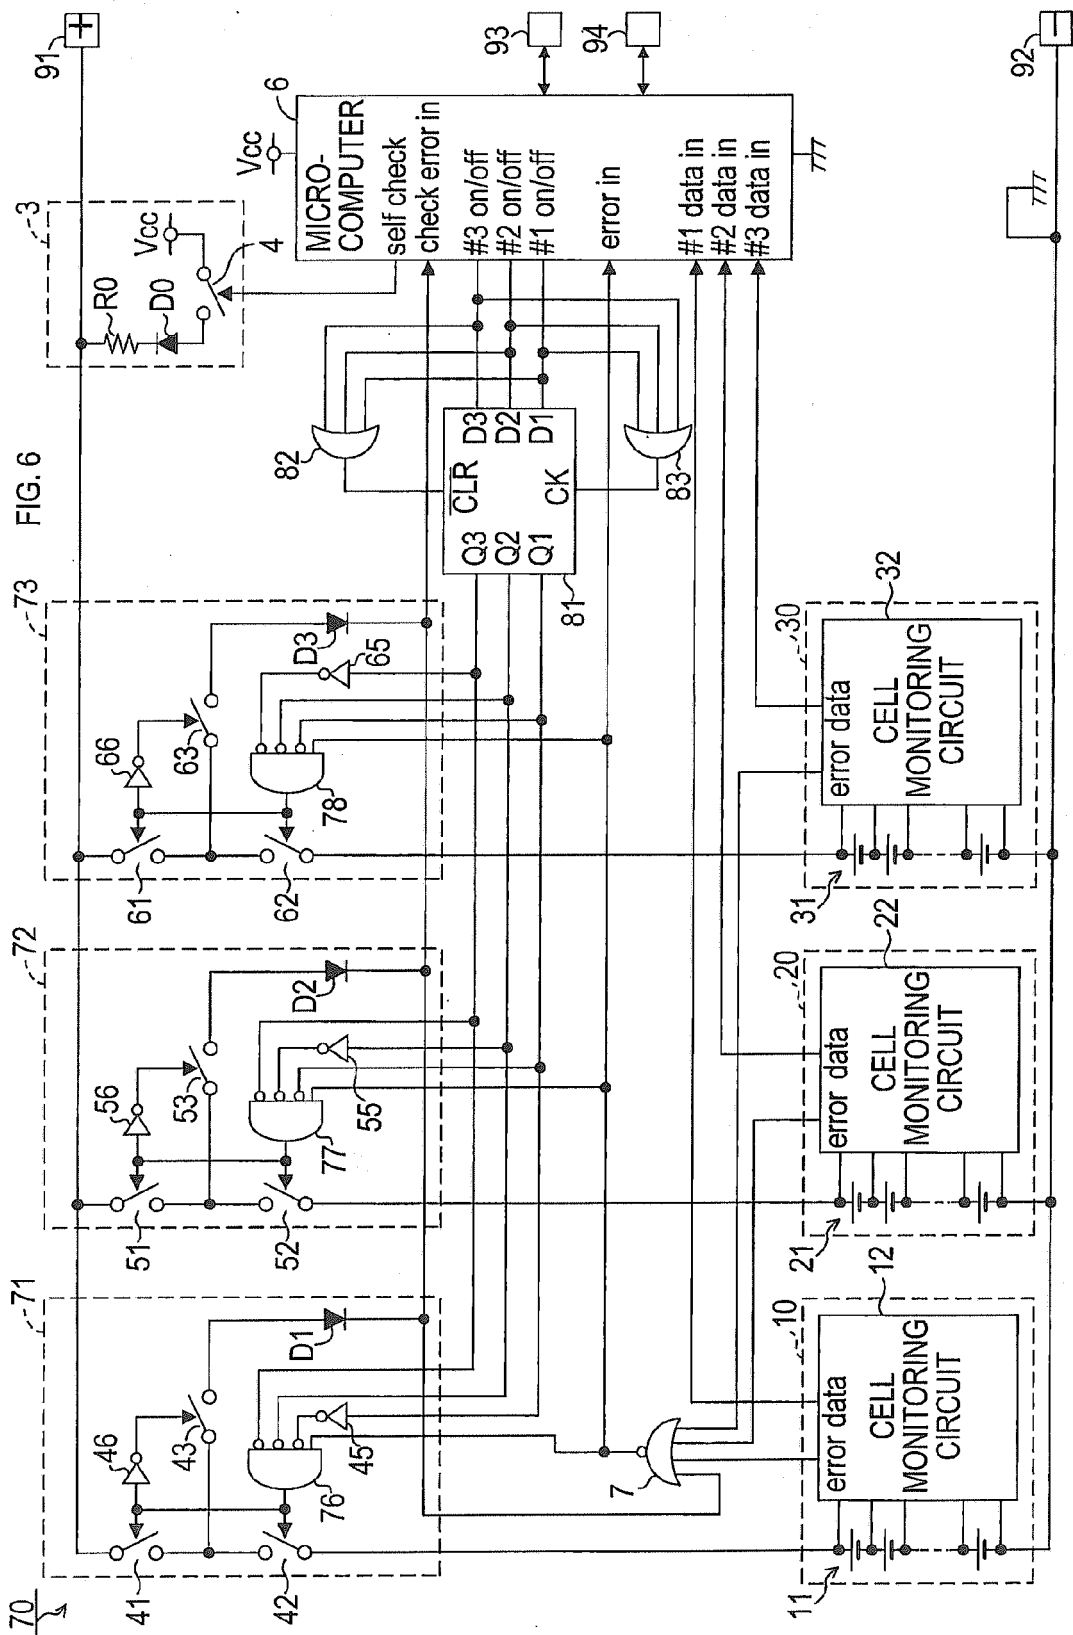 FIG. 6
70
71
72
73
3
91
+
41
46
43
42
76
45
D1
51
56
53
52
77
55
D2
61
66
63
62
78
65
D3
R0
D0
Vcc
4
82
CLR
Q3
Q2
Q1
D3
D2
D1
CK
81
83
Vcc
6
MICRO-
COMPUTER
self check
check error in
#3 on/off
#2 on/off
#1 on/off
error in
#1 data in
#2 data in
#3 data in
93
94
7
10
11
12
error data
CELL
MONITORING
CIRCUIT
20
21
22
error data
CELL
MONITORING
CIRCUIT
30
31
32
error data
CELL
MONITORING
CIRCUIT
92
−